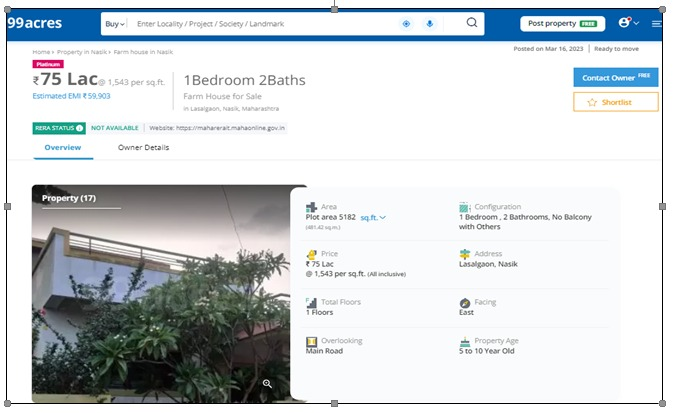 99acres
Buy
Enter Locality / Project / Society / Landmark
Post property FREE
Home › Property in Nasik › Farm house in Nasik
Posted on Mar 16, 2023 | Ready to move
Platinum
₹75 Lac @ 1,543 per sq.ft.
Estimated EMI ₹59,903
1Bedroom 2Baths
Farm House for Sale
in Lasalgaon, Nasik, Maharashtra
Contact Owner FREE
Shortlist
RERA STATUS NOT AVAILABLE Website: https://maharerait.mahaonline.gov.in
Overview
Owner Details
Property (17)
Area
Plot area 5182 sq.ft.
(481.42 sq.m.)
Configuration
1 Bedroom , 2 Bathrooms, No Balcony
with Others
Price
₹ 75 Lac
@ 1,543 per sq.ft. (All inclusive)
Address
Lasalgaon, Nasik
Total Floors
1 Floors
Facing
East
Overlooking
Main Road
Property Age
5 to 10 Year Old